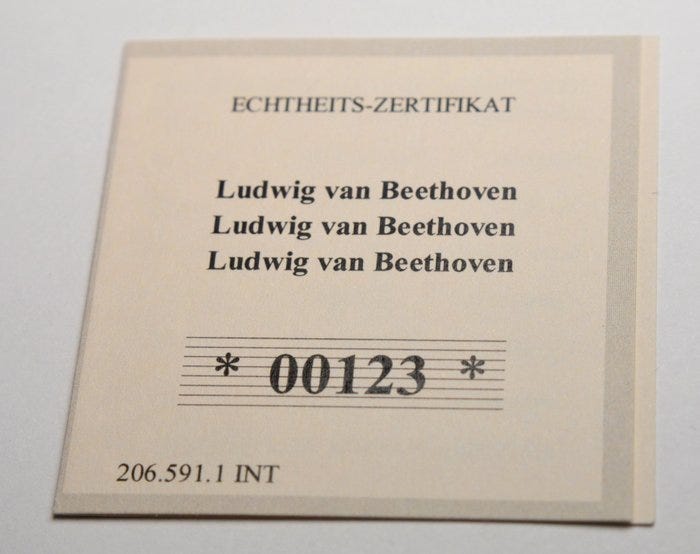 ECHTHEITS-ZERTIFIKAT
Ludwig van Beethoven
Ludwig van Beethoven
Ludwig van Beethoven
* 00123 *
206.591.1 INT